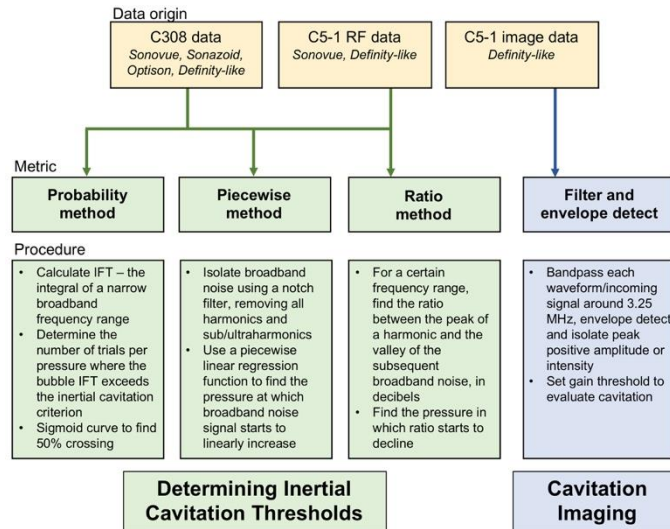 Data origin
C308 data
Sonovue, Sonazoid,
Optison, Definity-like
C5-1 RF data
Sonovue, Definity-like
C5-1 image data
Definity-like
Metric
Probability
method
Piecewise
method
Ratio
method
Filter and
envelope detect
Procedure
• Calculate IFT – the
integral of a narrow
broadband
frequency range
• Determine the
number of trials per
pressure where the
bubble IFT exceeds
the inertial cavitation
criterion
• Sigmoid curve to find
50% crossing
• Isolate broadband
noise using a notch
filter, removing all
harmonics and
sub/ultraharmonics
• Use a piecewise
linear regression
function to find the
pressure at which
broadband noise
signal starts to
linearly increase
• For a certain
frequency range,
find the ratio
between the peak of
a harmonic and the
valley of the
subsequent
broadband noise, in
decibels
• Find the pressure in
which ratio starts to
decline
• Bandpass each
waveform/incoming
signal around 3.25
MHz, envelope detect
and isolate peak
positive amplitude or
intensity
• Set gain threshold to
evaluate cavitation
Determining Inertial
Cavitation Thresholds
Cavitation
Imaging